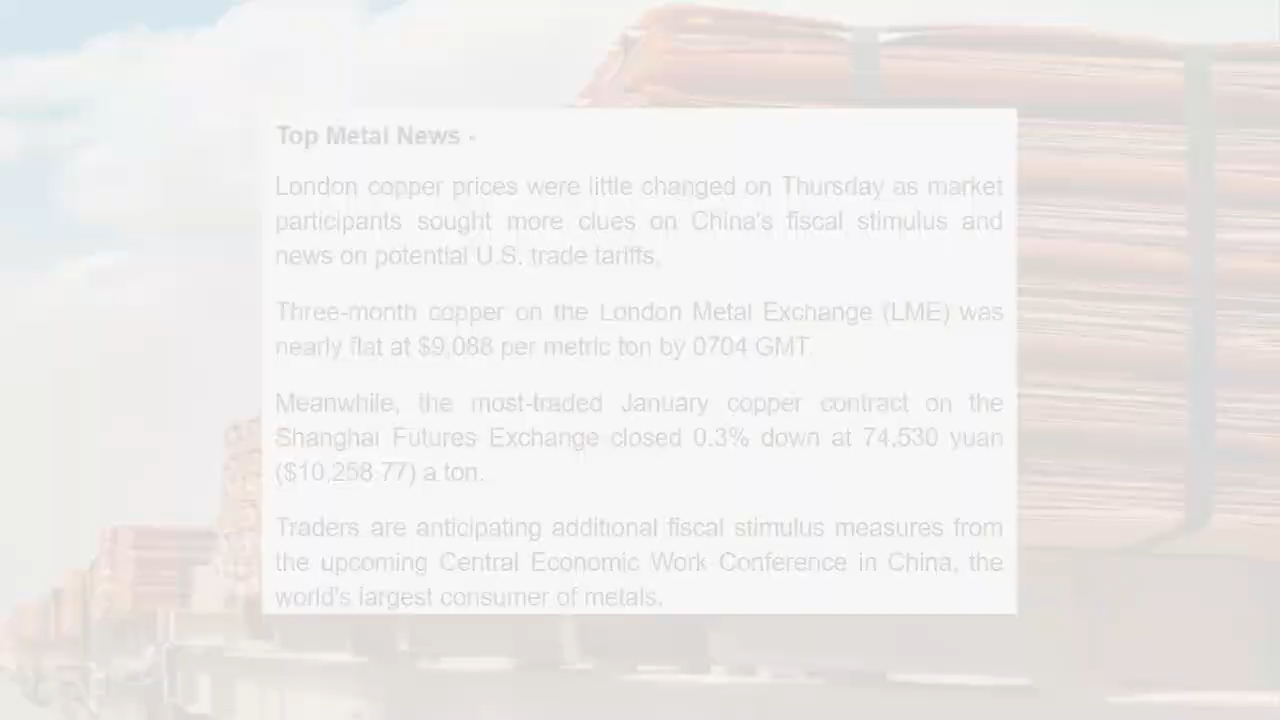 Top Metal News -
London copper prices were little changed on Thursday as market
participants sought more clues on China's fiscal stimulus and
news on potential U.S. trade tariffs.
Three-month copper on the London Metal Exchange (LME) was
nearly flat at $9,088 per metric ton by 0704 GMT.
Meanwhile, the most-traded January copper contract on the
Shanghai Futures Exchange closed 0.3% down at 74,530 yuan
($10,258.77) a ton.
Traders are anticipating additional fiscal stimulus measures from
the upcoming Central Economic Work Conference in China, the
world's largest consumer of metals.